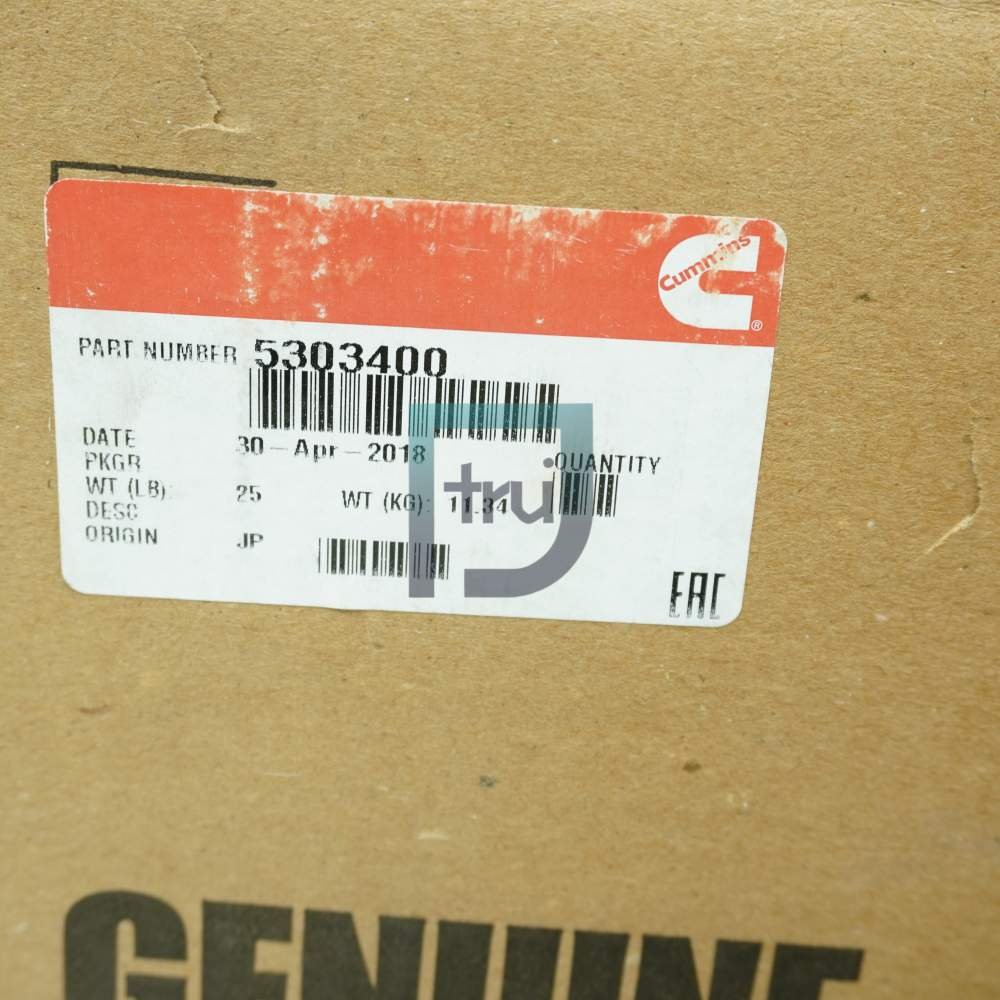 Cummins
®
PART NUMBER 5303400
DATE 30-Apr-2018
PKGR QUANTITY
WT (LB): 25 WT (KG): 11.34
DESC
ORIGIN JP
EAC
tru
GENUINE